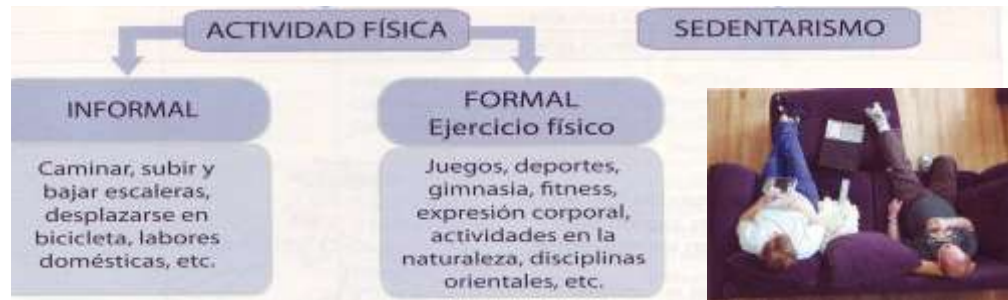 ACTIVIDAD FÍSICA
SEDENTARISMO
INFORMAL
Caminar, subir y
bajar escaleras,
desplazarse en
bicicleta, labores
domésticas, etc.
FORMAL
Ejercicio físico
Juegos, deportes,
gimnasia, fitness,
expresión corporal,
actividades en la
naturaleza, disciplinas
orientales, etc.